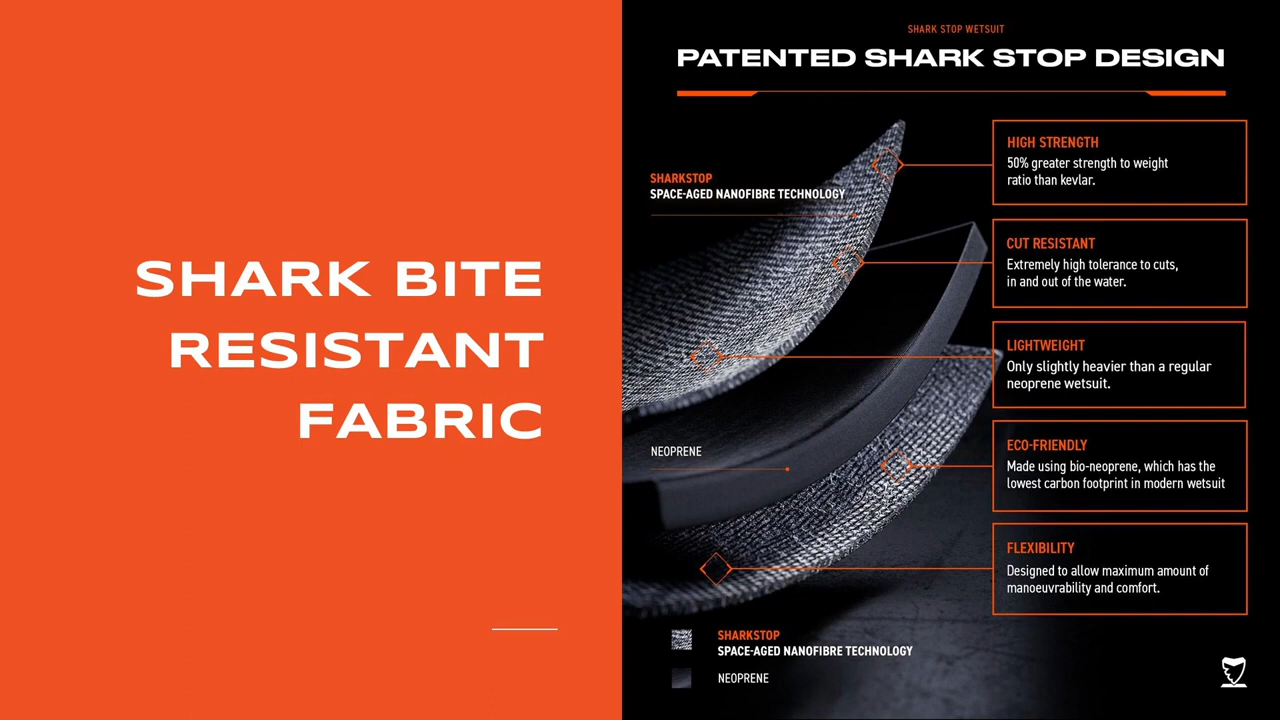 SHARK BITE
RESISTANT
FABRIC
SHARK STOP WETSUIT
PATENTED SHARK STOP DESIGN
SHARKSTOP
SPACE-AGED NANOFIBRE TECHNOLOGY
NEOPRENE
HIGH STRENGTH
50% greater strength to weight
ratio than kevlar.
CUT RESISTANT
Extremely high tolerance to cuts,
in and out of the water.
LIGHTWEIGHT
Only slightly heavier than a regular
neoprene wetsuit.
ECO-FRIENDLY
Made using bio-neoprene, which has the
lowest carbon footprint in modern wetsuit
FLEXIBILITY
Designed to allow maximum amount of
manoeuvrability and comfort.
SHARKSTOP
SPACE-AGED NANOFIBRE TECHNOLOGY
NEOPRENE